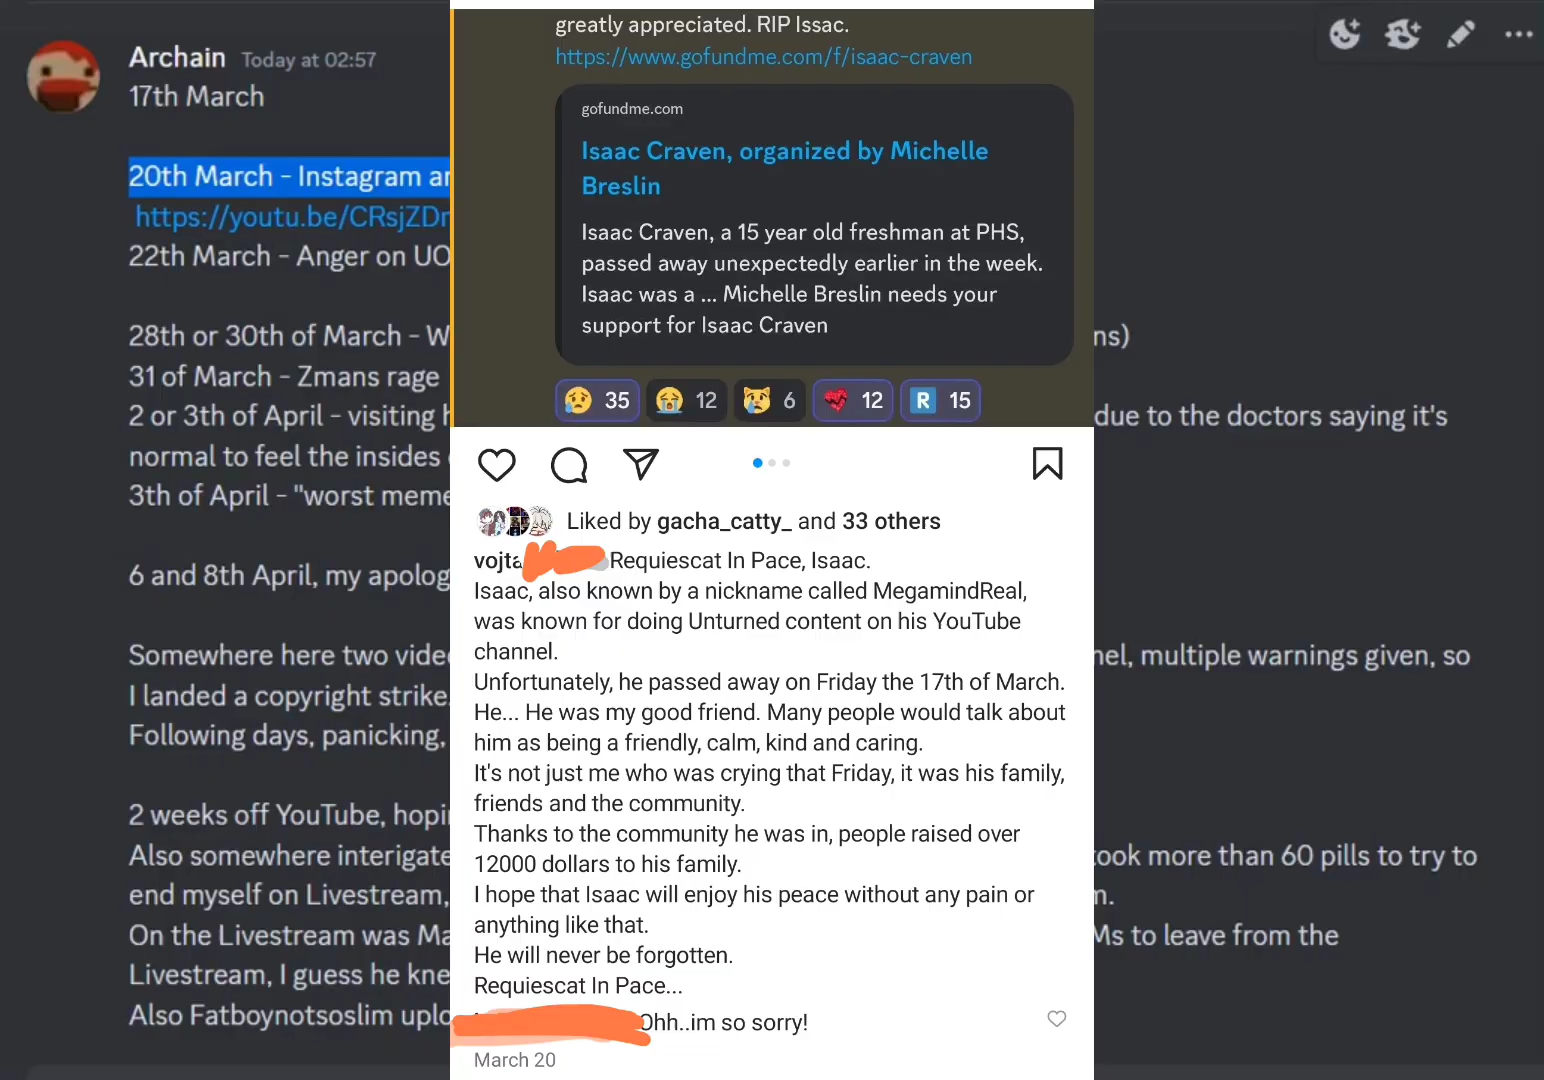 Archain Today at 02:57
17th March
20th March - Instagram
https://youtu.be/CRsjZD
22th March - Anger on UO
28th or 30th of March - W
ns)
31 of March - Zmans rage
2 or 3th of April - visiting
due to the doctors saying it's
normal to feel the insides
3th of April - "worst meme
6 and 8th April, my apolog
Somewhere here two vide
nel, multiple warnings given, so
I landed a copyright strike.
Following days, panicking,
2 weeks off YouTube, hopi
Also somewhere interigate
took more than 60 pills to try to
end myself on Livestream,
On the Livestream was Ma
Ms to leave from the
Livestream, I guess he kne
Also Fatboynotsoslim uplo
greatly appreciated. RIP Issac.
https://www.gofundme.com/f/isaac-craven
gofundme.com
Isaac Craven, organized by Michelle
Breslin
Isaac Craven, a 15 year old freshman at PHS,
passed away unexpectedly earlier in the week.
Isaac was a ... Michelle Breslin needs your
support for Isaac Craven
35 12 6 12 R 15
Liked by gacha_catty_ and 33 others
vojta Requiescat In Pace, Isaac.
Isaac, also known by a nickname called MegamindReal,
was known for doing Unturned content on his YouTube
channel.
Unfortunately, he passed away on Friday the 17th of March.
He... He was my good friend. Many people would talk about
him as being a friendly, calm, kind and caring.
It's not just me who was crying that Friday, it was his family,
friends and the community.
Thanks to the community he was in, people raised over
12000 dollars to his family.
I hope that Isaac will enjoy his peace without any pain or
anything like that.
He will never be forgotten.
Requiescat In Pace...
Ohh..im so sorry!
March 20